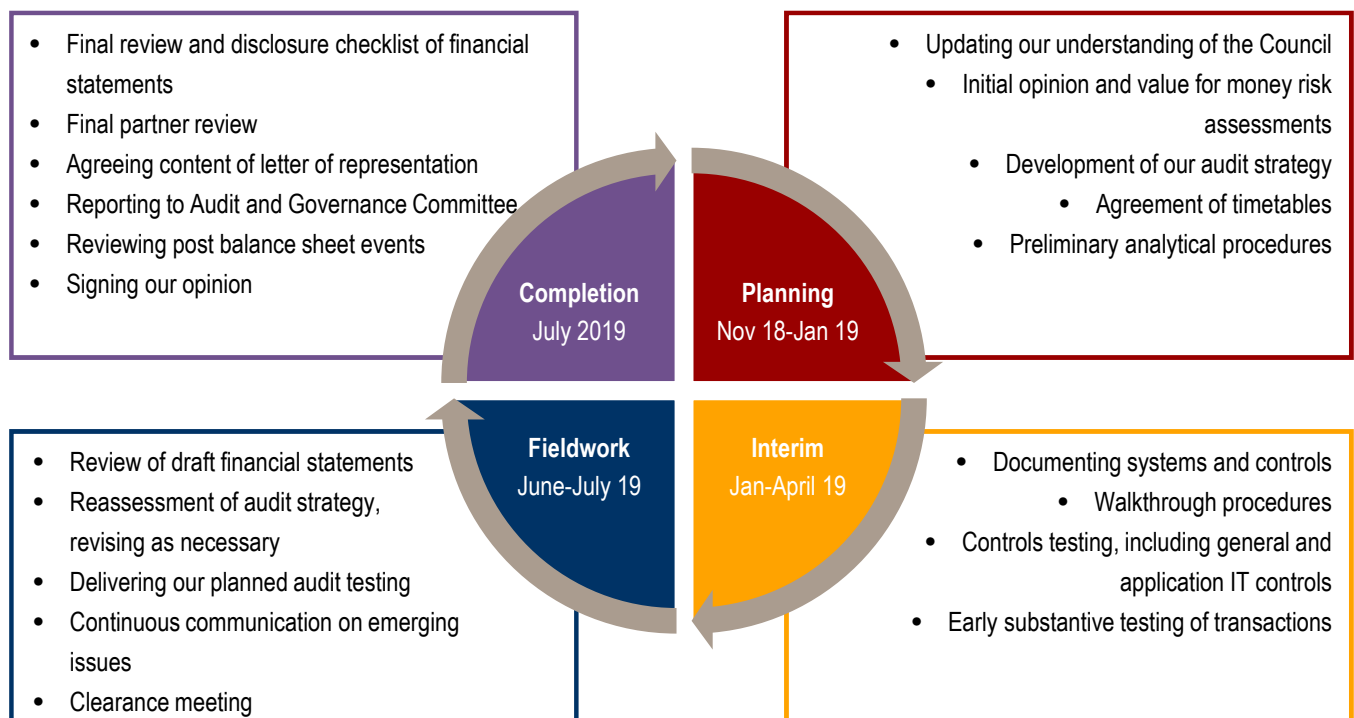 • Final review and disclosure checklist of financial
statements
• Final partner review
• Agreeing content of letter of representation
• Reporting to Audit and Governance Committee
• Reviewing post balance sheet events
• Signing our opinion
• Updating our understanding of the Council
• Initial opinion and value for money risk
assessments
• Development of our audit strategy
• Agreement of timetables
• Preliminary analytical procedures
Completion
July 2019
Planning
Nov 18-Jan 19
Fieldwork
June-July 19
Interim
Jan-April 19
• Review of draft financial statements
• Reassessment of audit strategy,
revising as necessary
• Delivering our planned audit testing
• Continuous communication on emerging
issues
• Clearance meeting
• Documenting systems and controls
• Walkthrough procedures
• Controls testing, including general and
application IT controls
• Early substantive testing of transactions